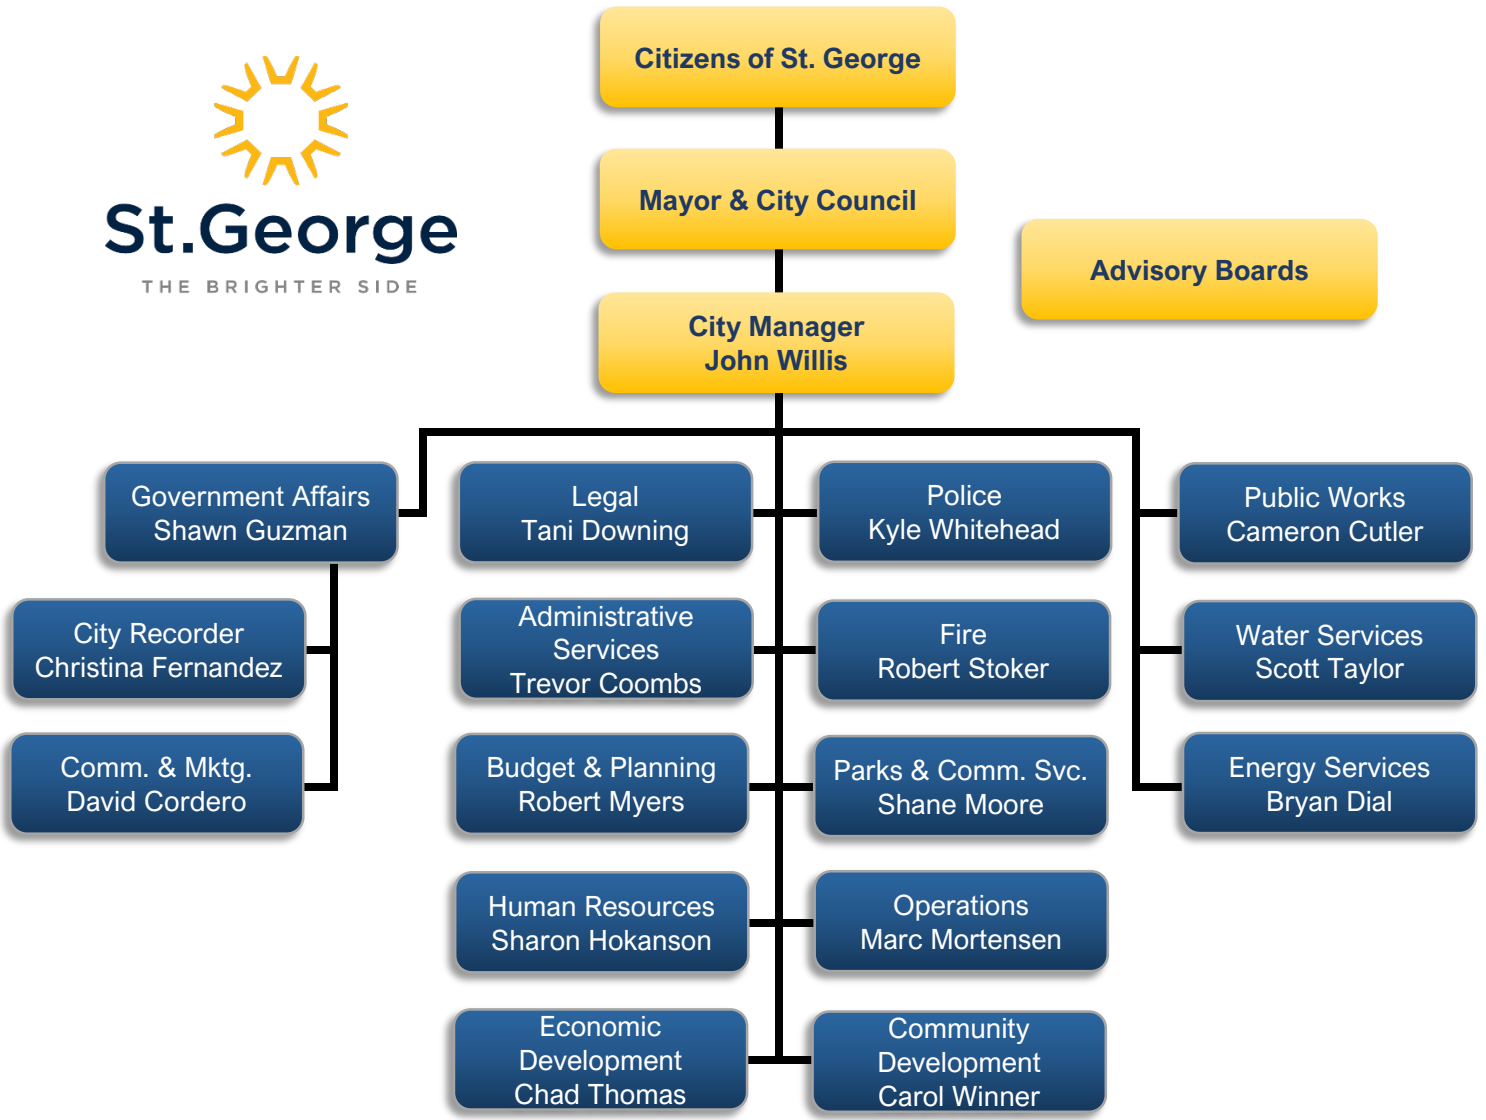 St.George
THE BRIGHTER SIDE
Citizens of St. George
Mayor & City Council
Advisory Boards
City Manager
John Willis
Government Affairs
Shawn Guzman
Legal
Tani Downing
Police
Kyle Whitehead
Public Works
Cameron Cutler
City Recorder
Christina Fernandez
Administrative
Services
Trevor Coombs
Fire
Robert Stoker
Water Services
Scott Taylor
Comm. & Mktg.
David Cordero
Budget & Planning
Robert Myers
Parks & Comm. Svc.
Shane Moore
Energy Services
Bryan Dial
Human Resources
Sharon Hokanson
Operations
Marc Mortensen
Economic
Development
Chad Thomas
Community
Development
Carol Winner